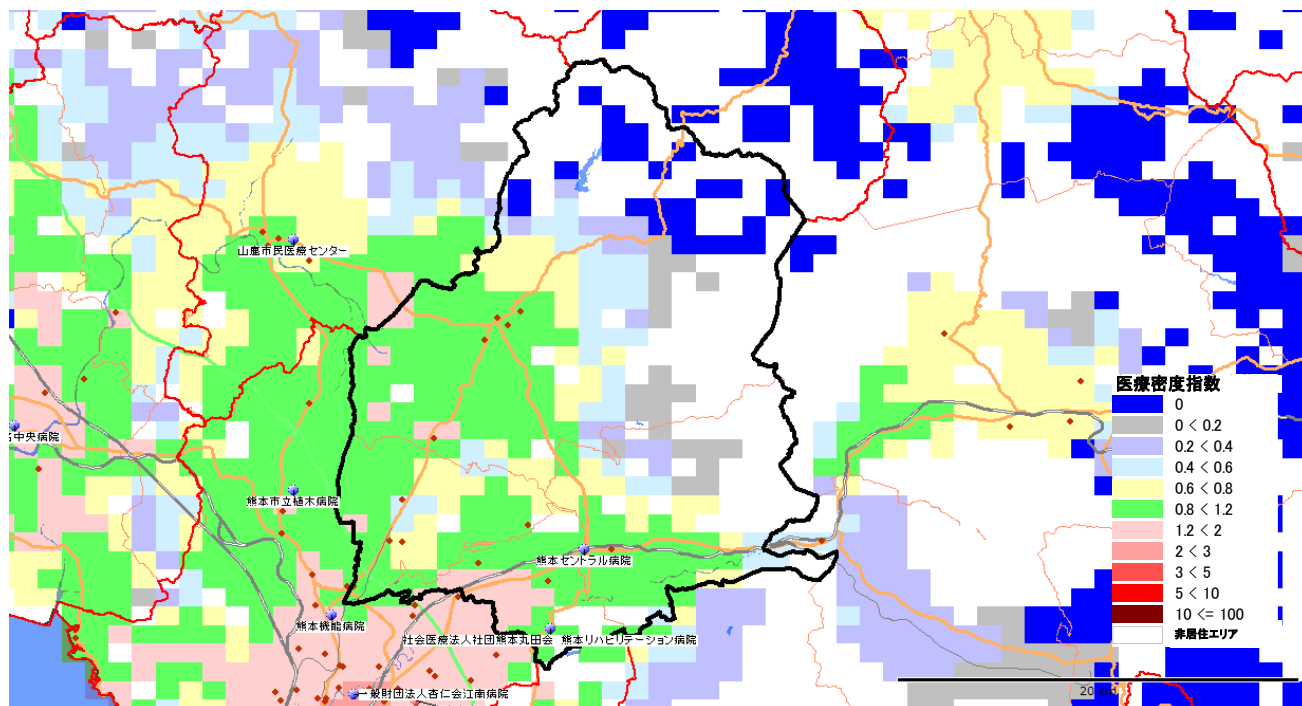 山鹿市民医療センター
名中央病院
熊本市立植木病院
熊本セントラル病院
熊本機能病院
社会医療法人社団熊本丸田会 熊本リハビリテーション病院
一般財団法人杏仁会江南病院
医療密度指数
0
0 < 0.2
0.2 < 0.4
0.4 < 0.6
0.6 < 0.8
0.8 < 1.2
1.2 < 2
2 < 3
3 < 5
5 < 10
10 <= 100
非居住エリア
20 km